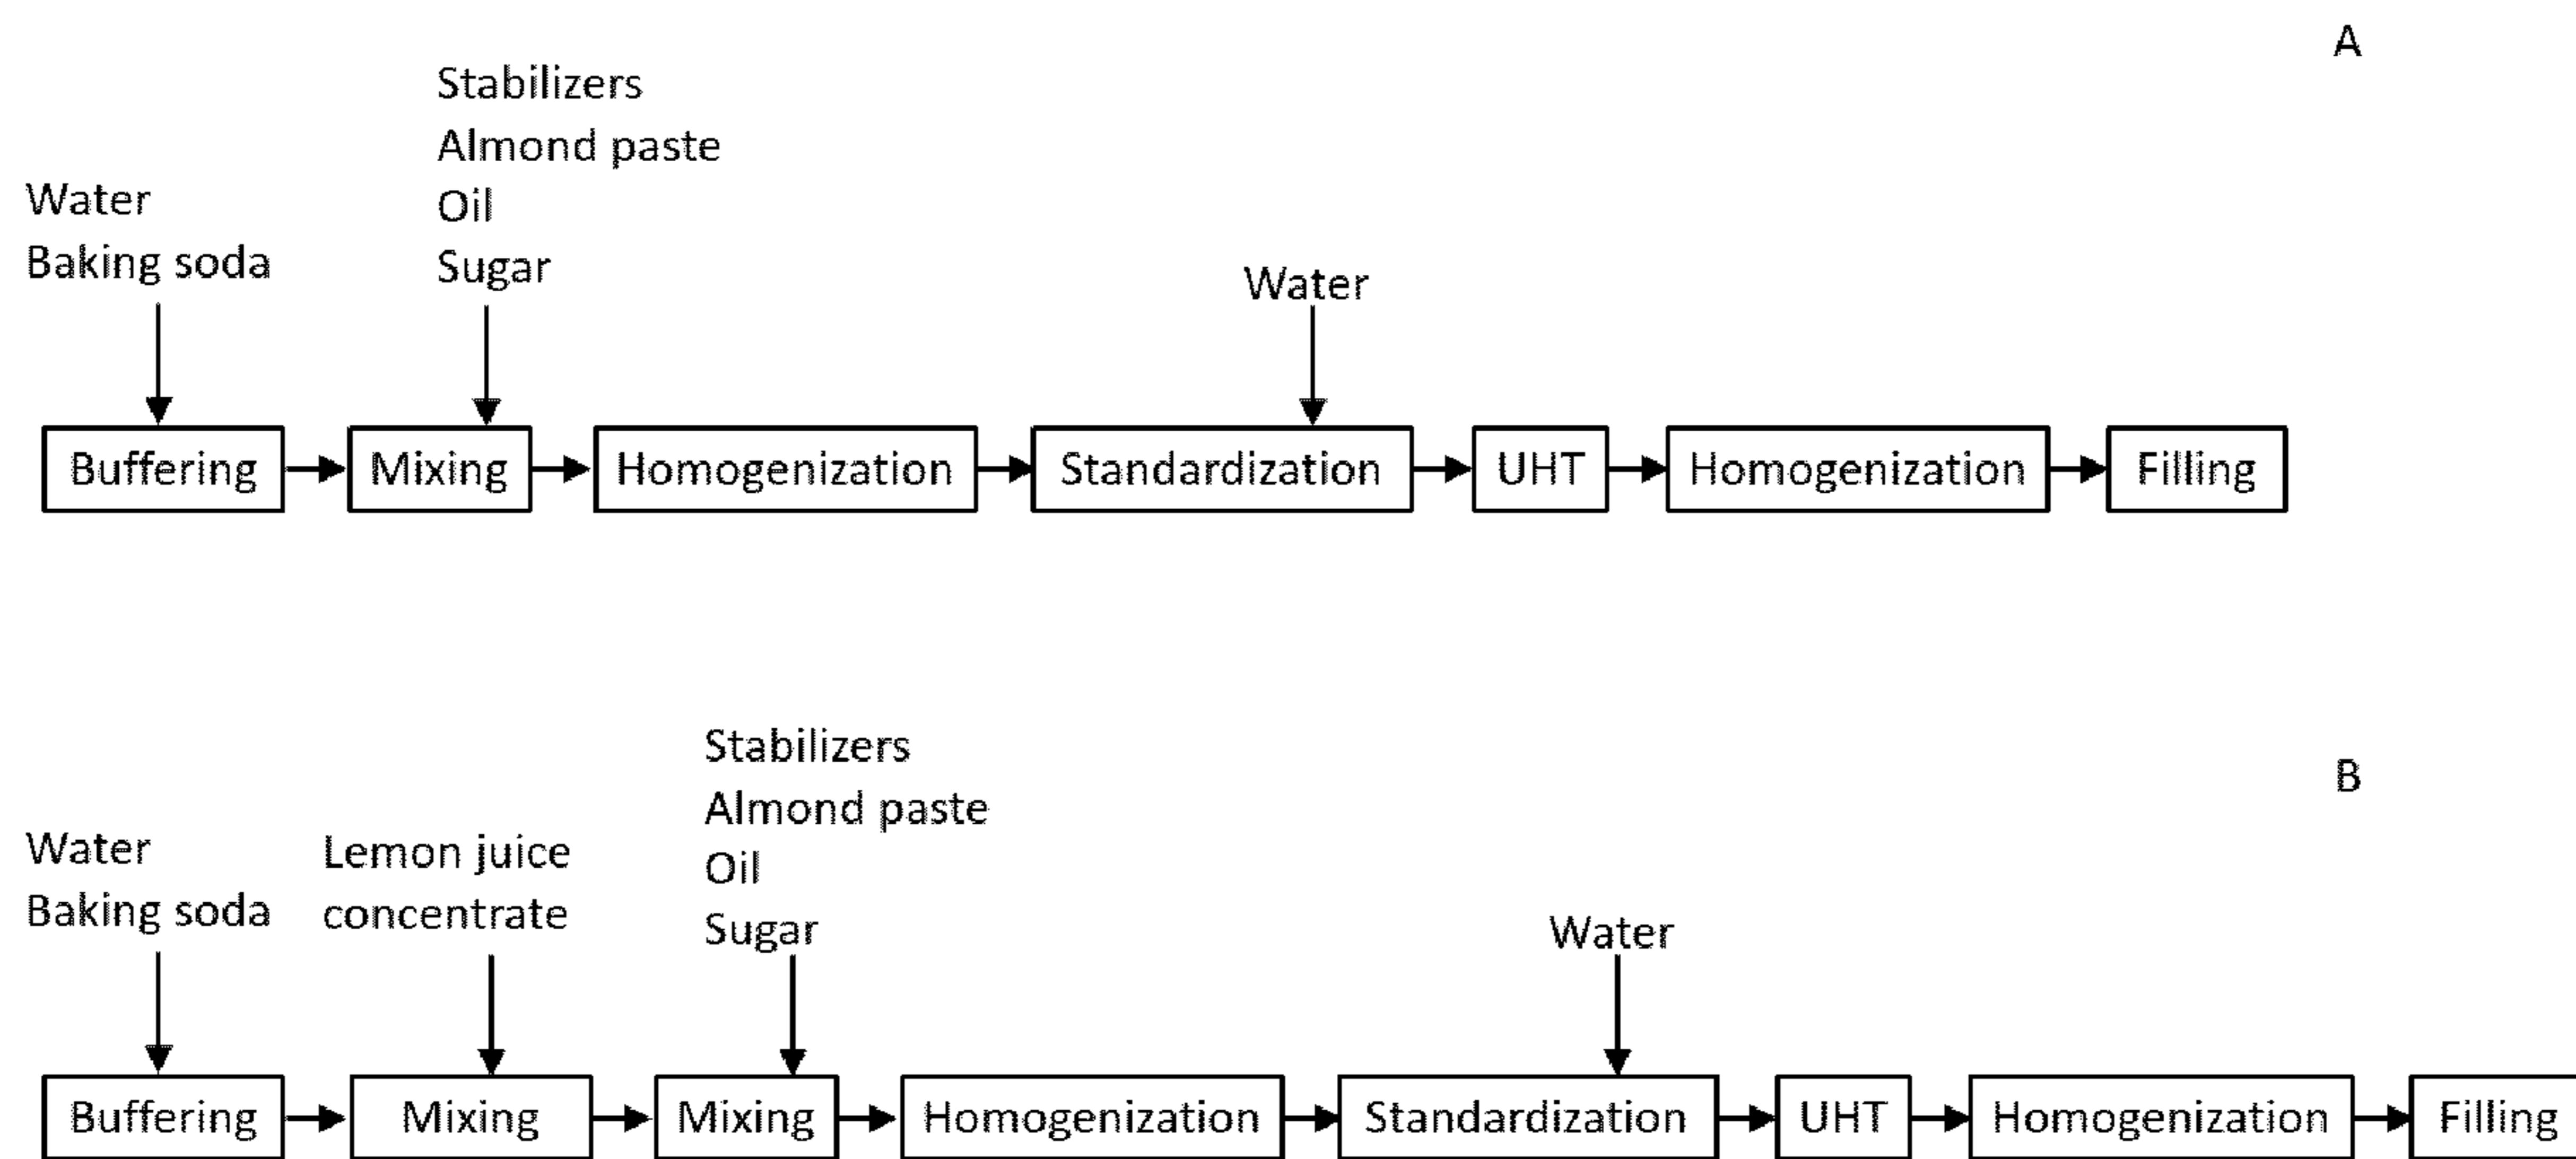 A
Stabilizers
Almond paste
Oil
Sugar
Water
Baking soda
Water
Buffering
Mixing
Homogenization
Standardization
UHT
Homogenization
Filling
B
Stabilizers
Almond paste
Oil
Sugar
Water
Baking soda
Lemon juice
concentrate
Water
Buffering
Mixing
Mixing
Homogenization
Standardization
UHT
Homogenization
Filling